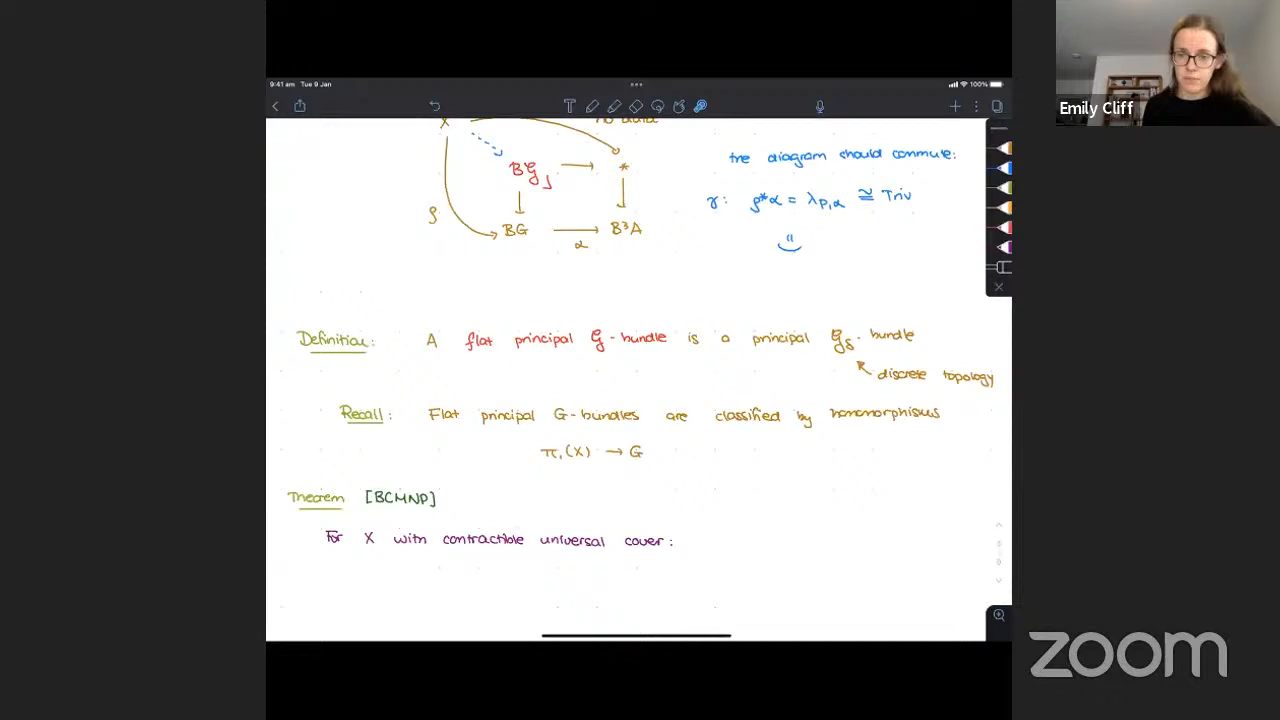 9:41 am Tue 9 Jan
100%
Emily Cliff
X
no data
the diagram should commute:
BG → *
γ: ρ*α = λ_{P,α} ≅ Triv
ρ
BG → B³A
α
Definition: A flat principal G-bundle is a principal G_δ-bundle
discrete topology
Recall: Flat principal G-bundles are classified by homomorphisms
π₁(X) → G
Theorem [BCMNP]
For X with contractible universal cover:
zoom